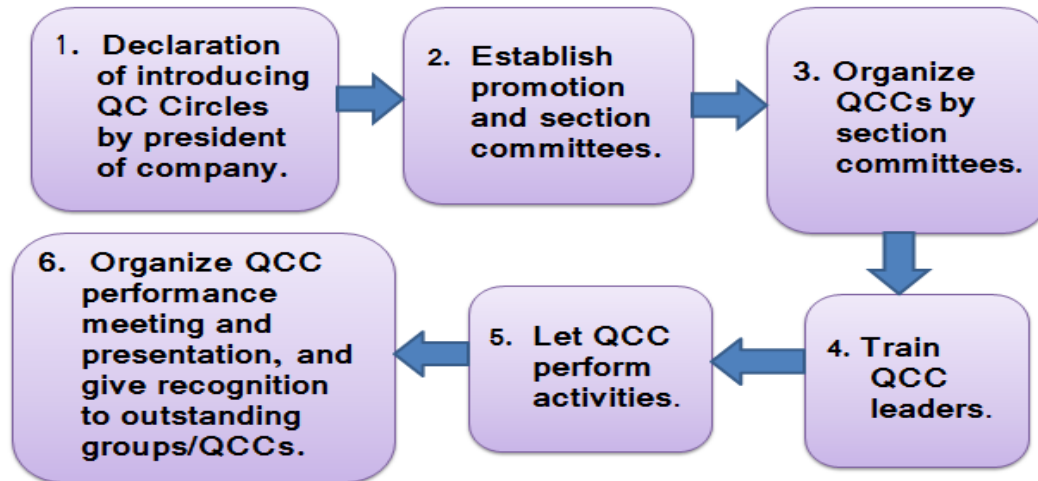 1. Declaration
of introducing
QC Circles
by president
of company.
2. Establish
promotion
and section
committees.
3. Organize
QCCs by
section
committees.
4. Train
QCC
leaders.
5. Let QCC
perform
activities.
6. Organize QCC
performance
meeting and
presentation, and
give recognition
to outstanding
groups/QCCs.